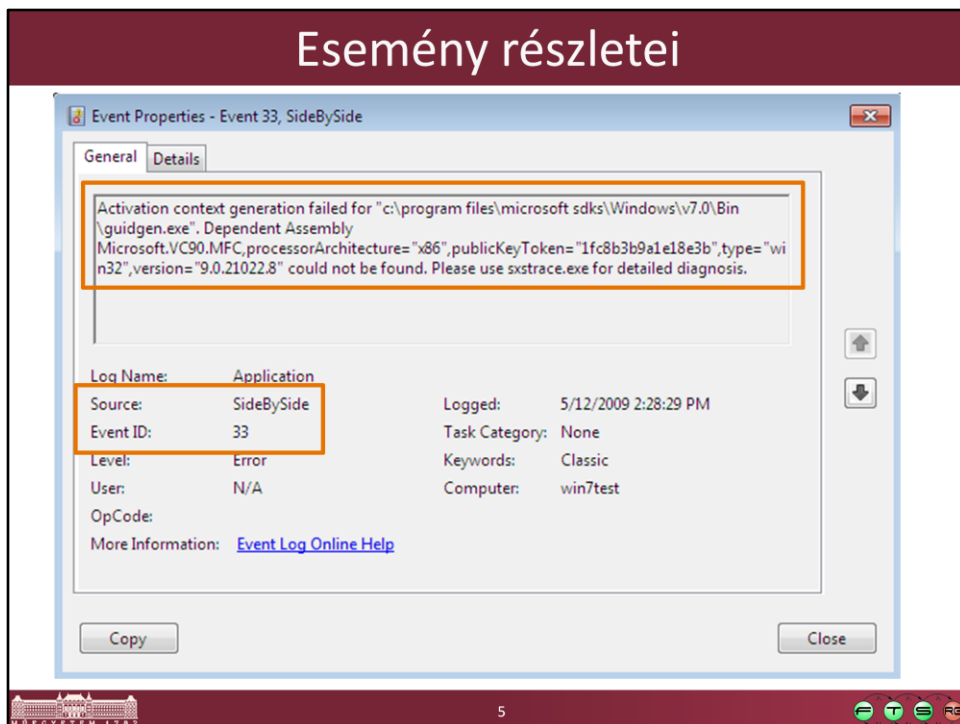 Esemény részletei
Event Properties - Event 33, SideBySide
General Details
Activation context generation failed for "c:\program files\microsoft sdks\Windows\v7.0\Bin
\guidgen.exe". Dependent Assembly
Microsoft.VC90.MFC,processorArchitecture="x86",publicKeyToken="1fc8b3b9a1e18e3b",type="wi
n32",version="9.0.21022.8" could not be found. Please use sxstrace.exe for detailed diagnosis.
Log Name: Application
Source: SideBySide Logged: 5/12/2009 2:28:29 PM
Event ID: 33 Task Category: None
Level: Error Keywords: Classic
User: N/A Computer: win7test
OpCode:
More Information: Event Log Online Help
Copy Close
MŰEGYETEM 1782 5 F T S RG